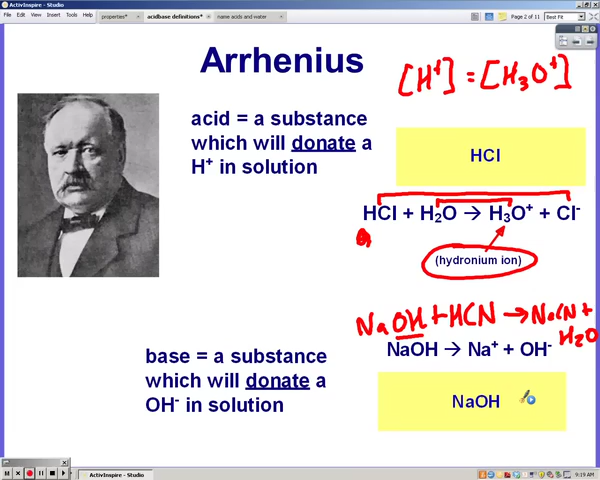 ActivInspire - Studio
File Edit View Insert Tools Help
properties*
acidbase definitions*
name acids and water
Page 2 of 11
Best Fit
Arrhenius
[H⁺] = [H₃O⁺]
acid = a substance
which will donate a
H⁺ in solution
HCl
HCl + H₂O → H₃O⁺ + Cl⁻
(hydronium ion)
NaOH + HCN → NaCN +
H₂O
NaOH → Na⁺ + OH⁻
base = a substance
which will donate a
OH⁻ in solution
NaOH
ActivInspire - Studio
9:19 AM